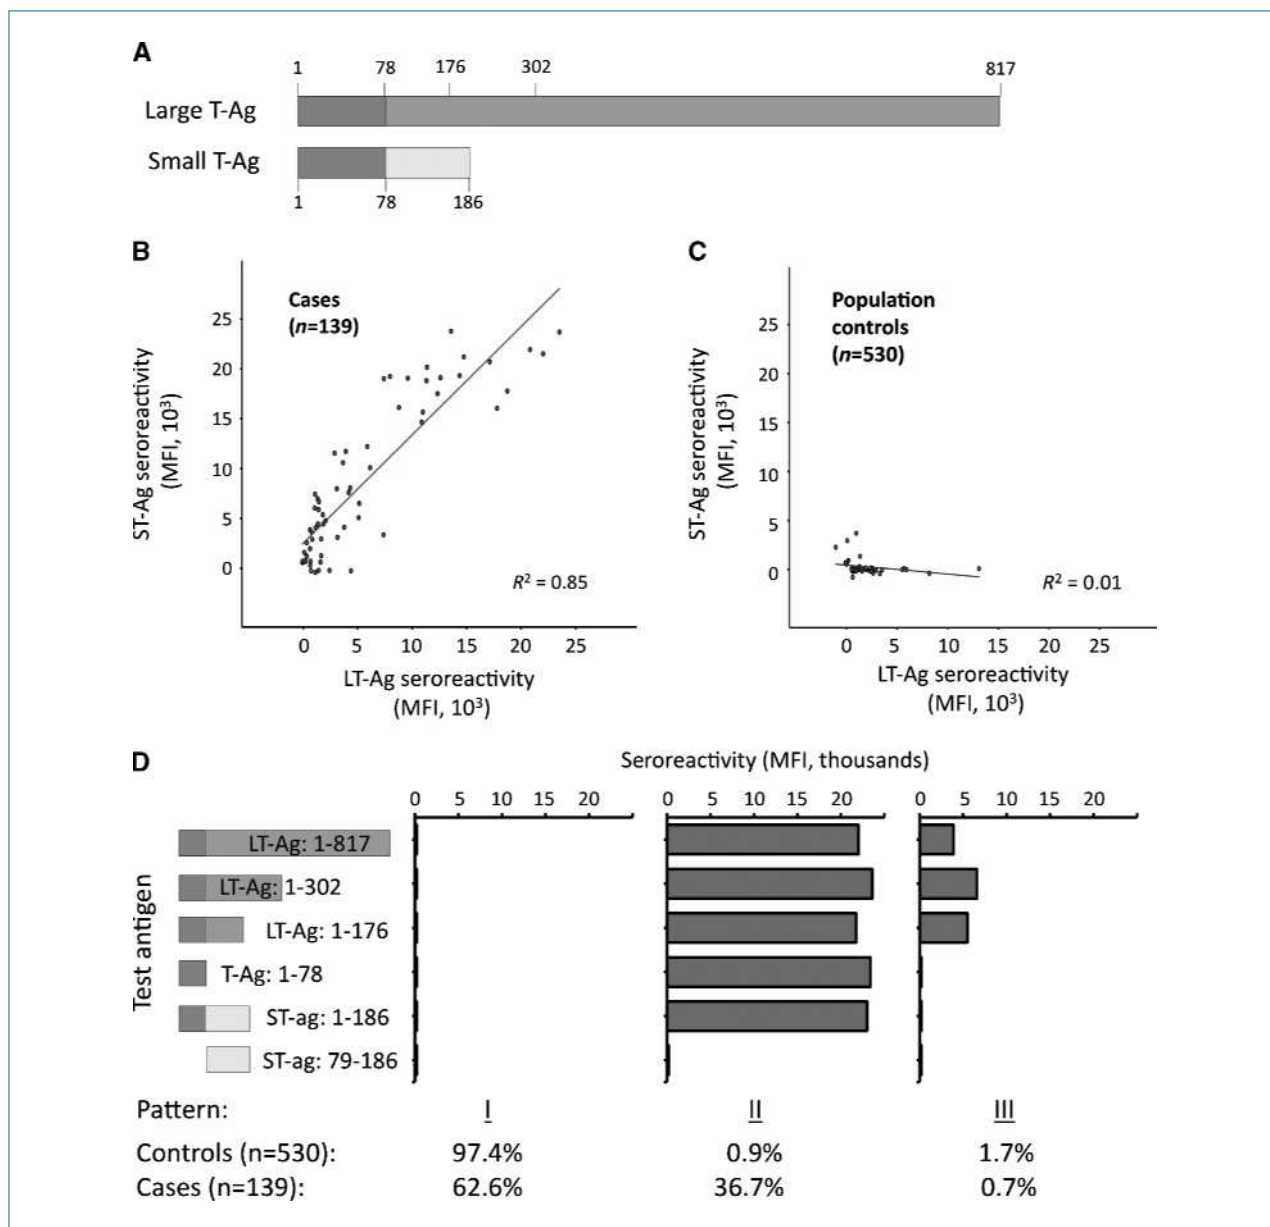 A
1 78 176 302 817
Large T-Ag
Small T-Ag
1 78 186
B
Cases
(n=139)
25
20
15
10
5
0
ST-Ag seroreactivity
(MFI, 10³)
R² = 0.85
0 5 10 15 20 25
LT-Ag seroreactivity
(MFI, 10³)
C
Population
controls
(n=530)
25
20
15
10
5
0
ST-Ag seroreactivity
(MFI, 10³)
R² = 0.01
0 5 10 15 20 25
LT-Ag seroreactivity
(MFI, 10³)
D
Seroreactivity (MFI, thousands)
0 5 10 15 20 0 5 10 15 20 0 5 10 15 20
Test antigen
LT-Ag: 1-817
LT-Ag: 1-302
LT-Ag: 1-176
T-Ag: 1-78
ST-ag: 1-186
ST-ag: 79-186
Pattern: I II III
Controls (n=530): 97.4% 0.9% 1.7%
Cases (n=139): 62.6% 36.7% 0.7%